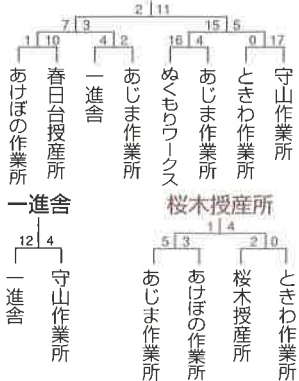 2 11
7 3 15 5
1 10 4 2 16 4 0 17
あけぼの作業所
春日台授産所
一進舎
あじま作業所
ぬくもりワークス
あじま作業所
ときわ作業所
守山作業所
一進舎
12 4
一進舎
守山作業所
桜木授産所
1 4
5 3 2 0
あじま作業所
あけぼの作業所
桜木授産所
ときわ作業所